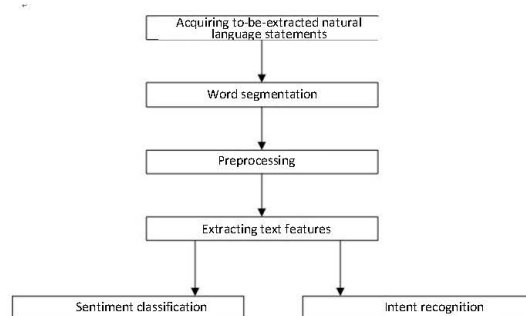 Acquiring to-be-extracted natural
language statements
Word segmentation
Preprocessing
Extracting text features
Sentiment classification
Intent recognition